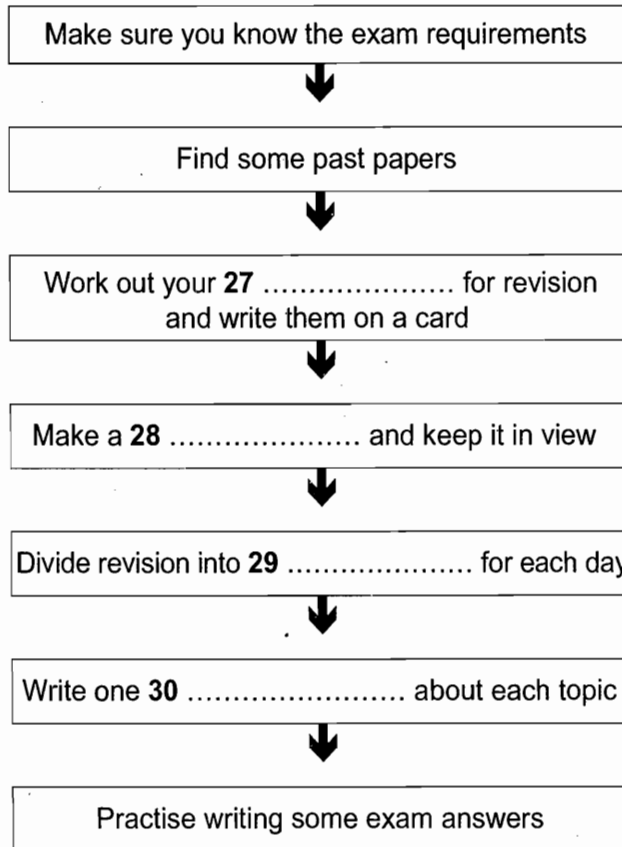 Make sure you know the exam requirements
Find some past papers
Work out your 27 ..................... for revision
and write them on a card
Make a 28 ..................... and keep it in view
Divide revision into 29 ..................... for each day
Write one 30 ........................ about each topic
Practise writing some exam answers